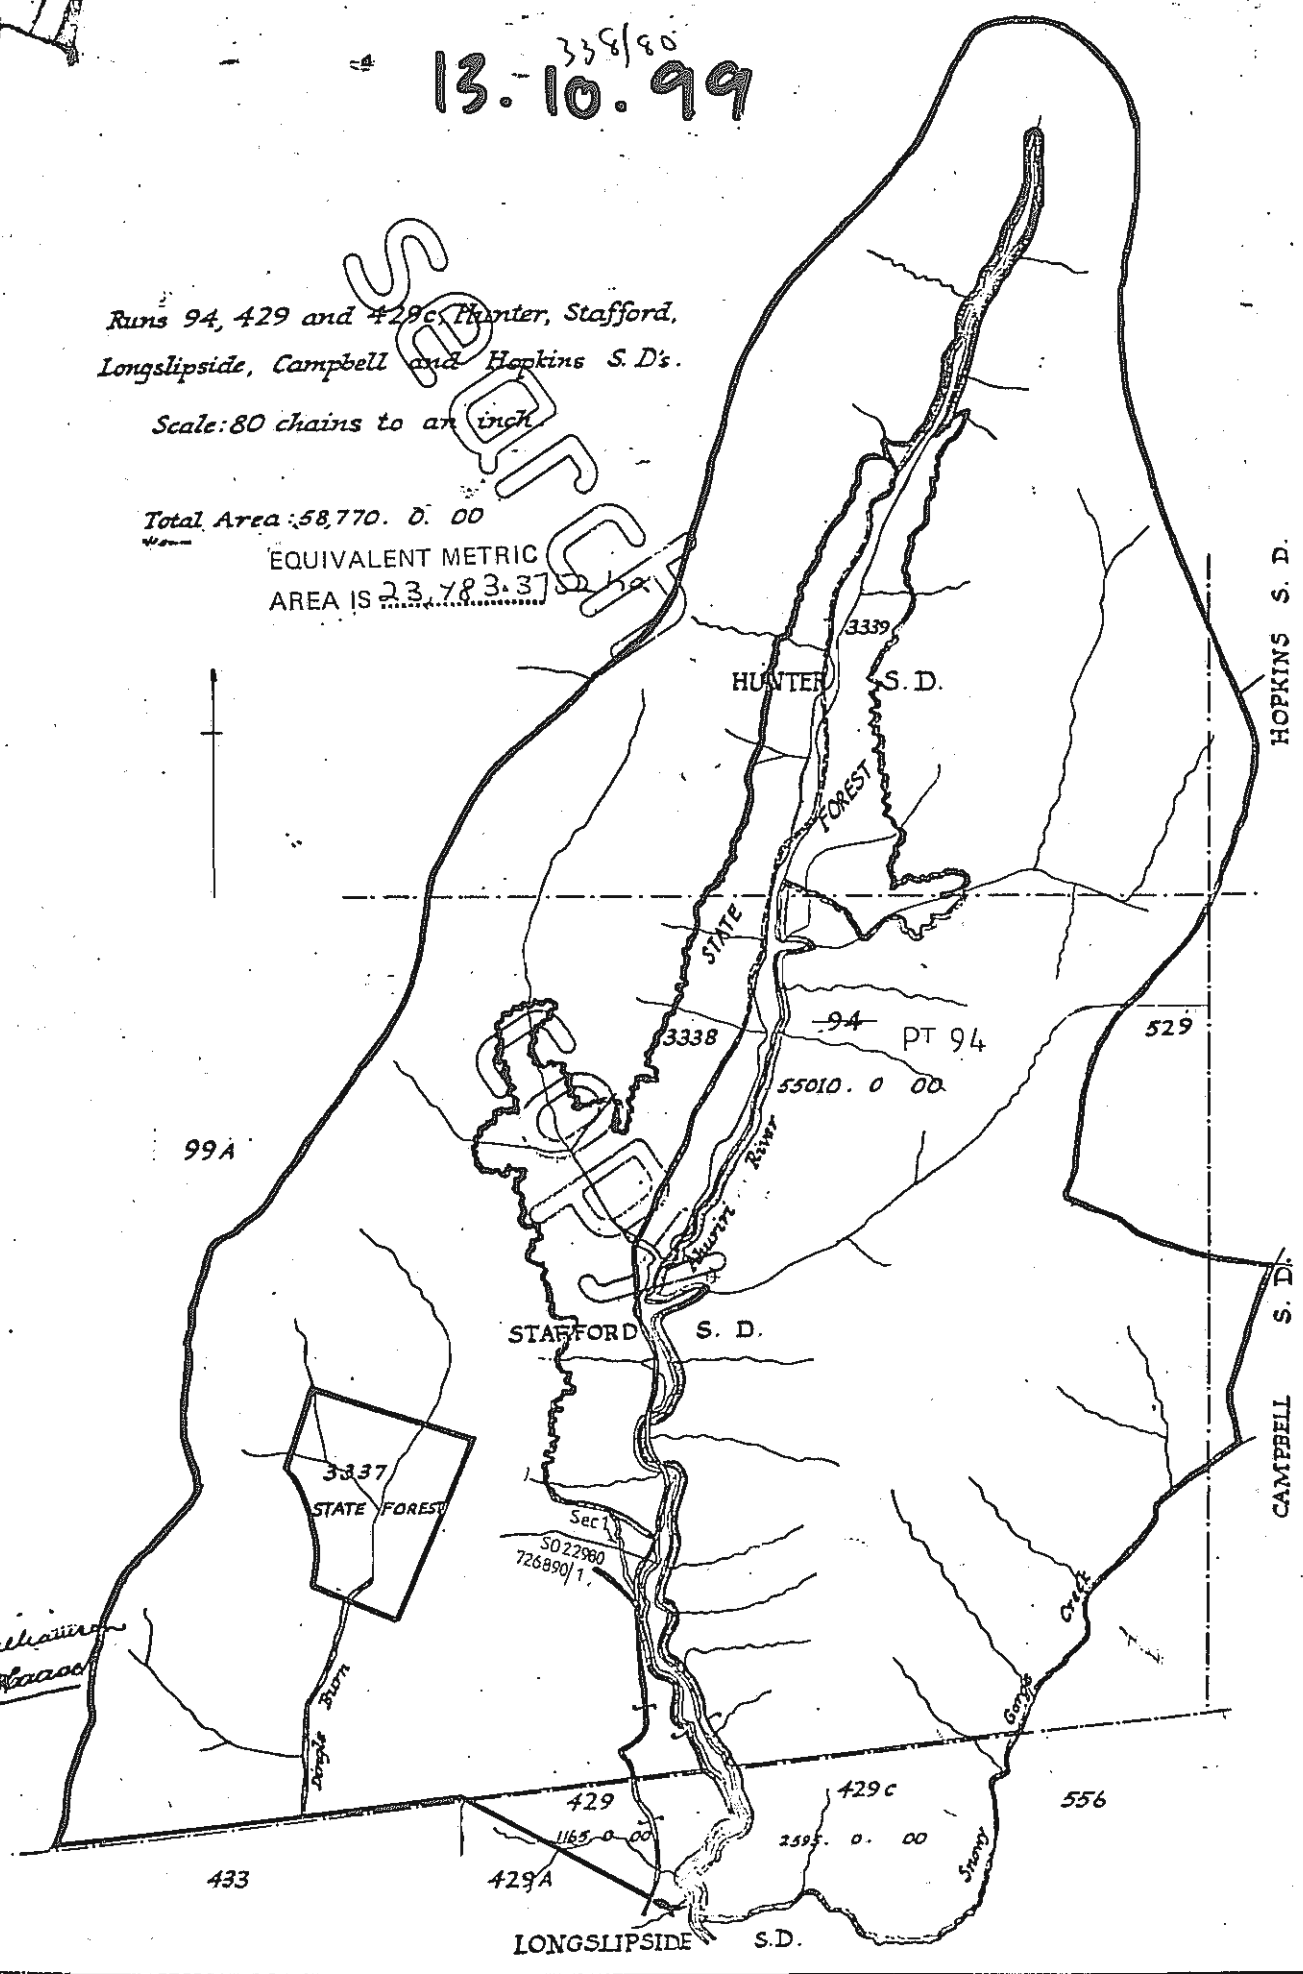 338/80
13.10.99
Runs 94, 429 and 429c, Hunter, Stafford,
Longslipside, Campbell and Hopkins S. D's.
Scale: 80 chains to an inch.
Total Area: 58,770. 0. 00
EQUIVALENT METRIC
AREA IS 23,783.3750 ha
Search
Copy
HOPKINS S. D.
3339
HUNTER S. D.
STATE FOREST
3338
94
PT 94
55010. 0 00
529
99A
Ahuriri River
STAFFORD S. D.
CAMPBELL S. D.
3337
STATE FOREST
Sec 1
SO 22980
726890/1
Dingle Burn
Snowy Gorge Creek
429
1165 0 00
429c
2595. 0. 00
556
433
429A
LONGSLIPSIDE S.D.